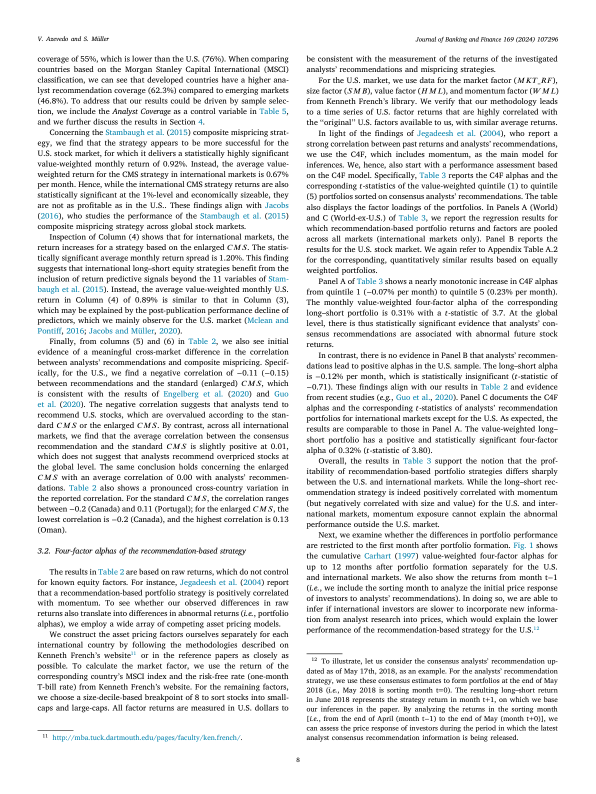 V. Azevedo and S. Müller
Journal of Banking and Finance 169 (2024) 107296
coverage of 55%, which is lower than the U.S. (76%). When comparing
countries based on the Morgan Stanley Capital International (MSCI)
classification, we can see that developed countries have a higher ana-
lyst recommendation coverage (62.3%) compared to emerging markets
(46.8%). To address that our results could be driven by sample selec-
tion, we include the Analyst Coverage as a control variable in Table 5,
and we further discuss the results in Section 4.
Concerning the Stambaugh et al. (2015) composite mispricing strat-
egy, we find that the strategy appears to be more successful for the
U.S. stock market, for which it delivers a statistically highly significant
value-weighted monthly return of 0.92%. Instead, the average value-
weighted return for the CMS strategy in international markets is 0.67%
per month. Hence, while the international CMS strategy returns are also
statistically significant at the 1%-level and economically sizeable, they
are not as profitable as in the U.S.. These findings align with Jacobs
(2016), who studies the performance of the Stambaugh et al. (2015)
composite mispricing strategy across global stock markets.
Inspection of Column (4) shows that for international markets, the
return increases for a strategy based on the enlarged CMS. The statis-
tically significant average monthly return spread is 1.20%. This finding
suggests that international long–short equity strategies benefit from the
inclusion of return predictive signals beyond the 11 variables of Stam-
baugh et al. (2015). Instead, the average value-weighted monthly U.S.
return in Column (4) of 0.89% is similar to that in Column (3),
which may be explained by the post-publication performance decline of
predictors, which we mainly observe for the U.S. market (Mclean and
Pontiff, 2016; Jacobs and Müller, 2020).
Finally, from columns (5) and (6) in Table 2, we also see initial
evidence of a meaningful cross-market difference in the correlation
between analysts' recommendations and composite mispricing. Specif-
ically, for the U.S., we find a negative correlation of −0.11 (−0.15)
between recommendations and the standard (enlarged) CMS, which
is consistent with the results of Engelberg et al. (2020) and Guo
et al. (2020). The negative correlation suggests that analysts tend to
recommend U.S. stocks, which are overvalued according to the stan-
dard CMS or the enlarged CMS. By contrast, across all international
markets, we find that the average correlation between the consensus
recommendation and the standard CMS is slightly positive at 0.01,
which does not suggest that analysts recommend overpriced stocks at
the global level. The same conclusion holds concerning the enlarged
CMS with an average correlation of 0.00 with analysts' recommen-
dations. Table 2 also shows a pronounced cross-country variation in
the reported correlation. For the standard CMS, the correlation ranges
between −0.2 (Canada) and 0.11 (Portugal); for the enlarged CMS, the
lowest correlation is −0.2 (Canada), and the highest correlation is 0.13
(Oman).
3.2. Four-factor alphas of the recommendation-based strategy
The results in Table 2 are based on raw returns, which do not control
for known equity factors. For instance, Jegadeesh et al. (2004) report
that a recommendation-based portfolio strategy is positively correlated
with momentum. To see whether our observed differences in raw
returns also translate into differences in abnormal returns (i.e., portfolio
alphas), we employ a wide array of competing asset pricing models.
We construct the asset pricing factors ourselves separately for each
international country by following the methodologies described on
Kenneth French's website11 or in the reference papers as closely as
possible. To calculate the market factor, we use the return of the
corresponding country's MSCI index and the risk-free rate (one-month
T-bill rate) from Kenneth French's website. For the remaining factors,
we choose a size-decile-based breakpoint of 8 to sort stocks into small-
caps and large-caps. All factor returns are measured in U.S. dollars to
11 http://mba.tuck.dartmouth.edu/pages/faculty/ken.french/.
be consistent with the measurement of the returns of the investigated
analysts' recommendations and mispricing strategies.
For the U.S. market, we use data for the market factor (MKT_RF),
size factor (SMB), value factor (HML), and momentum factor (WML)
from Kenneth French's library. We verify that our methodology leads
to a time series of U.S. factor returns that are highly correlated with
the "original" U.S. factors available to us, with similar average returns.
In light of the findings of Jegadeesh et al. (2004), who report a
strong correlation between past returns and analysts' recommendations,
we use the C4F, which includes momentum, as the main model for
inferences. We, hence, also start with a performance assessment based
on the C4F model. Specifically, Table 3 reports the C4F alphas and the
corresponding t-statistics of the value-weighted quintile (1) to quintile
(5) portfolios sorted on consensus analysts' recommendations. The table
also displays the factor loadings of the portfolios. In Panels A (World)
and C (World-ex-U.S.) of Table 3, we report the regression results for
which recommendation-based portfolio returns and factors are pooled
across all markets (international markets only). Panel B reports the
results for the U.S. stock market. We again refer to Appendix Table A.2
for the corresponding, quantitively similar results based on equally
weighted portfolios.
Panel A of Table 3 shows a nearly monotonic increase in C4F alphas
from quintile 1 (−0.07% per month) to quintile 5 (0.23% per month).
The monthly value-weighted four-factor alpha of the corresponding
long–short portfolio is 0.31% with a t-statistic of 3.7. At the global
level, there is thus statistically significant evidence that analysts' con-
sensus recommendations are associated with abnormal future stock
returns.
In contrast, there is no evidence in Panel B that analysts' recommen-
dations lead to positive alphas in the U.S. sample. The long–short alpha
is −0.12% per month, which is statistically insignificant (t-statistic of
−0.71). These findings align with our results in Table 2 and evidence
from recent studies (e.g., Guo et al., 2020). Panel C documents the C4F
alphas and the corresponding t-statistics of analysts' recommendation
portfolios for international markets except for the U.S. As expected, the
results are comparable to those in Panel A. The value-weighted long–
short portfolio has a positive and statistically significant four-factor
alpha of 0.32% (t-statistic of 3.80).
Overall, the results in Table 3 support the notion that the prof-
itability of recommendation-based portfolio strategies differs sharply
between the U.S. and international markets. While the long–short rec-
ommendation strategy is indeed positively correlated with momentum
(but negatively correlated with size and value) for the U.S. and inter-
national markets, momentum exposure cannot explain the abnormal
performance outside the U.S. market.
Next, we examine whether the differences in portfolio performance
are restricted to the first month after portfolio formation. Fig. 1 shows
the cumulative Carhart (1997) value-weighted four-factor alphas for
up to 12 months after portfolio formation separately for the U.S.
and international markets. We also show the returns from month t−1
(i.e., we include the sorting month to analyze the initial price response
of investors to analysts' recommendations). In doing so, we are able to
infer if international investors are slower to incorporate new informa-
tion from analyst research into prices, which would explain the lower
performance of the recommendation-based strategy for the U.S.12
12 To illustrate, let us consider the consensus analysts' recommendation up-
dated as of May 17th, 2018, as an example. For the analysts' recommendation
strategy, we use these consensus estimates to form portfolios at the end of May
2018 (i.e., May 2018 is sorting month t=0). The resulting long–short return
in June 2018 represents the strategy return in month t+1, on which we base
our inferences in the paper. By analyzing the returns in the sorting month
[i.e., from the end of April (month t−1) to the end of May (month t+0)], we
can assess the price response of investors during the period in which the latest
analyst consensus recommendation information is being released.
8